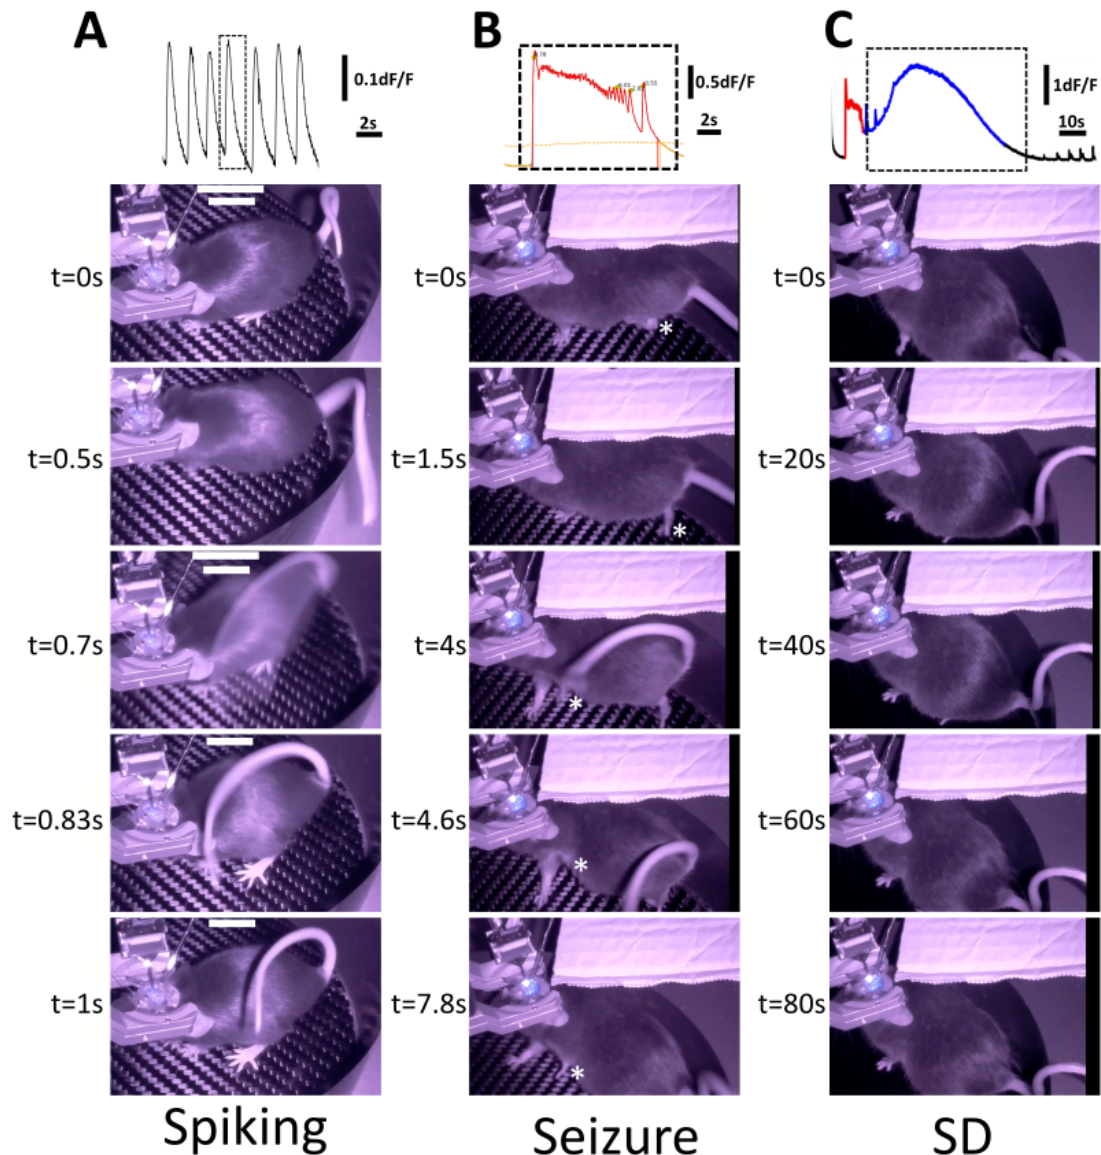 A
0.1dF/F
2s
B
0.5dF/F
2s
C
1dF/F
10s
t=0s
t=0.5s
t=0.7s
t=0.83s
t=1s
Spiking
t=0s
*
t=1.5s
*
t=4s
*
t=4.6s
*
t=7.8s
*
Seizure
t=0s
t=20s
t=40s
t=60s
t=80s
SD